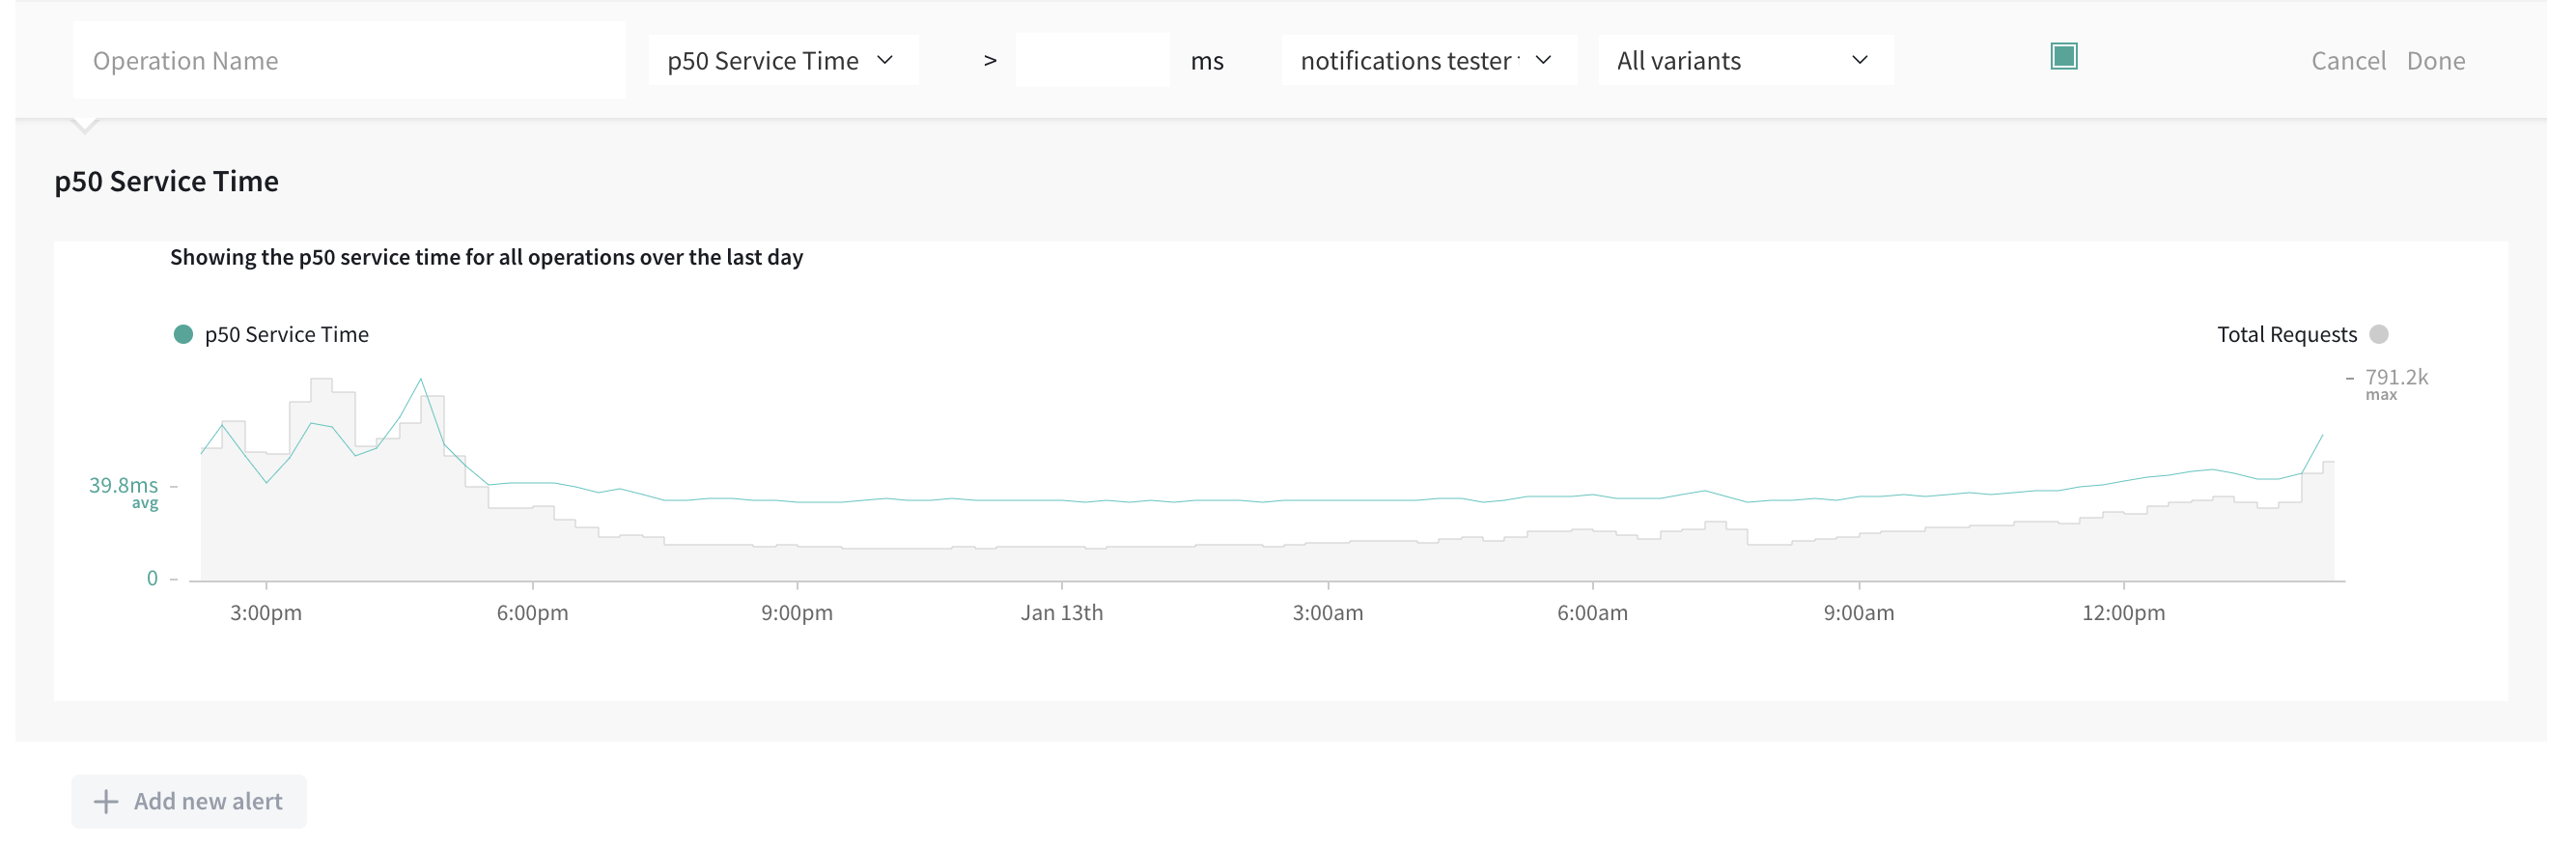 Operation Name p50 Service Time > ms notifications tester All variants Cancel Done
p50 Service Time
Showing the p50 service time for all operations over the last day
p50 Service Time Total Requests
791.2k
max
39.8ms
avg
0
3:00pm 6:00pm 9:00pm Jan 13th 3:00am 6:00am 9:00am 12:00pm
Add new alert